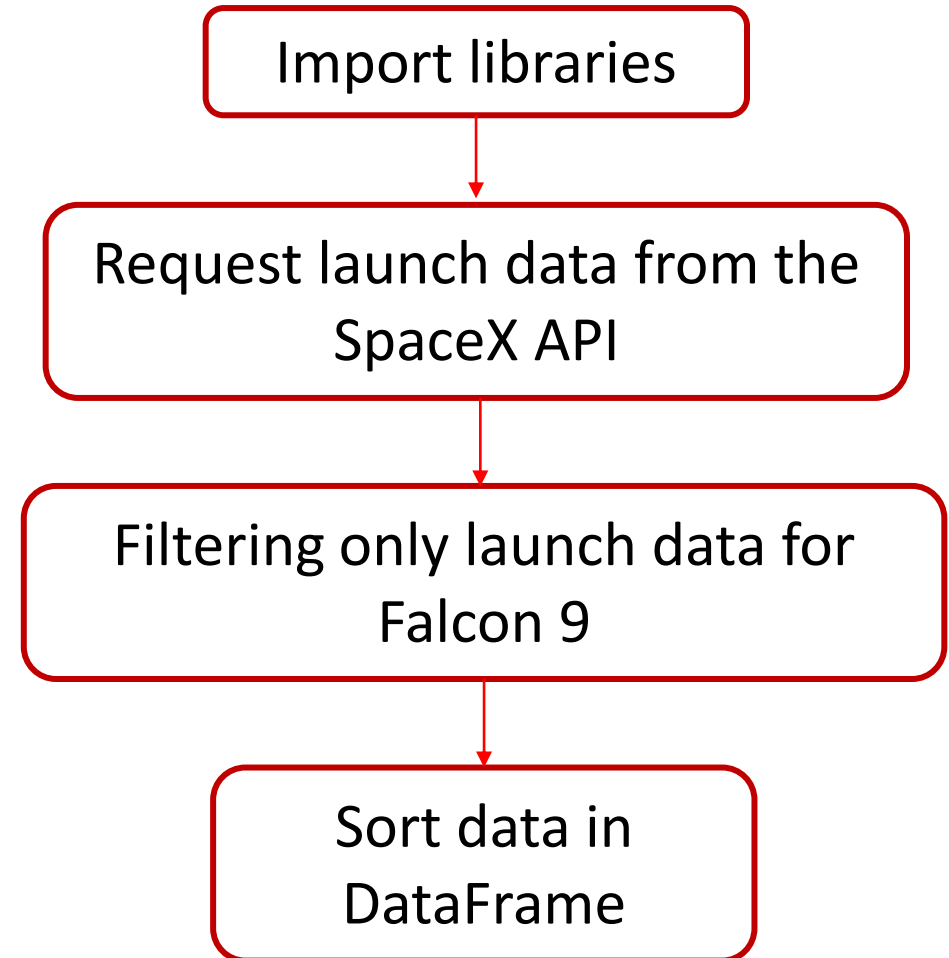 Import libraries
Request launch data from the
SpaceX API
Filtering only launch data for
Falcon 9
Sort data in
DataFrame